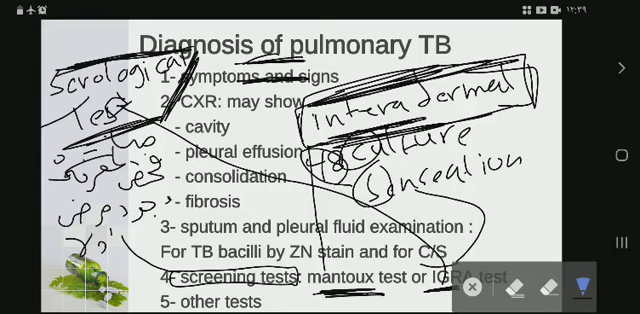 ١٢:٣٩
Diagnosis of pulmonary TB
1- symptoms and signs
2- CXR: may show
- cavity
- pleural effusion
- consolidation
- fibrosis
3- sputum and pleural fluid examination :
For TB bacilli by ZN stain and for C/S
4- screening tests: mantoux test or IGRA test
5- other tests
Serological
Test
interadermal
culture